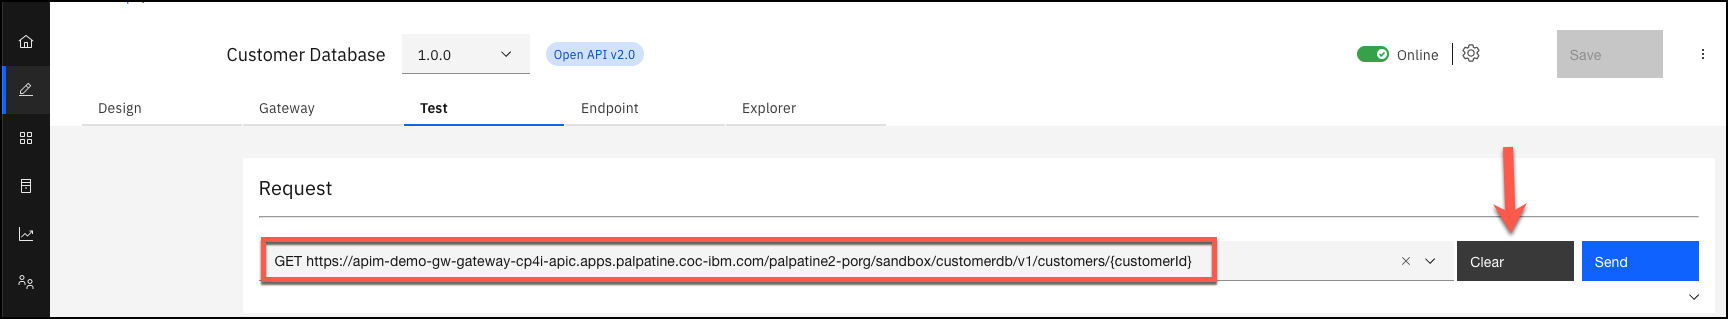 Customer Database 1.0.0 Open API v2.0 Online Save
Design Gateway Test Endpoint Explorer
Request
GET https://apim-demo-gw-gateway-cp4i-apic.apps.palpatine.coc-ibm.com/palpatine2-porg/sandbox/customerdb/v1/customers/{customerId} Clear Send